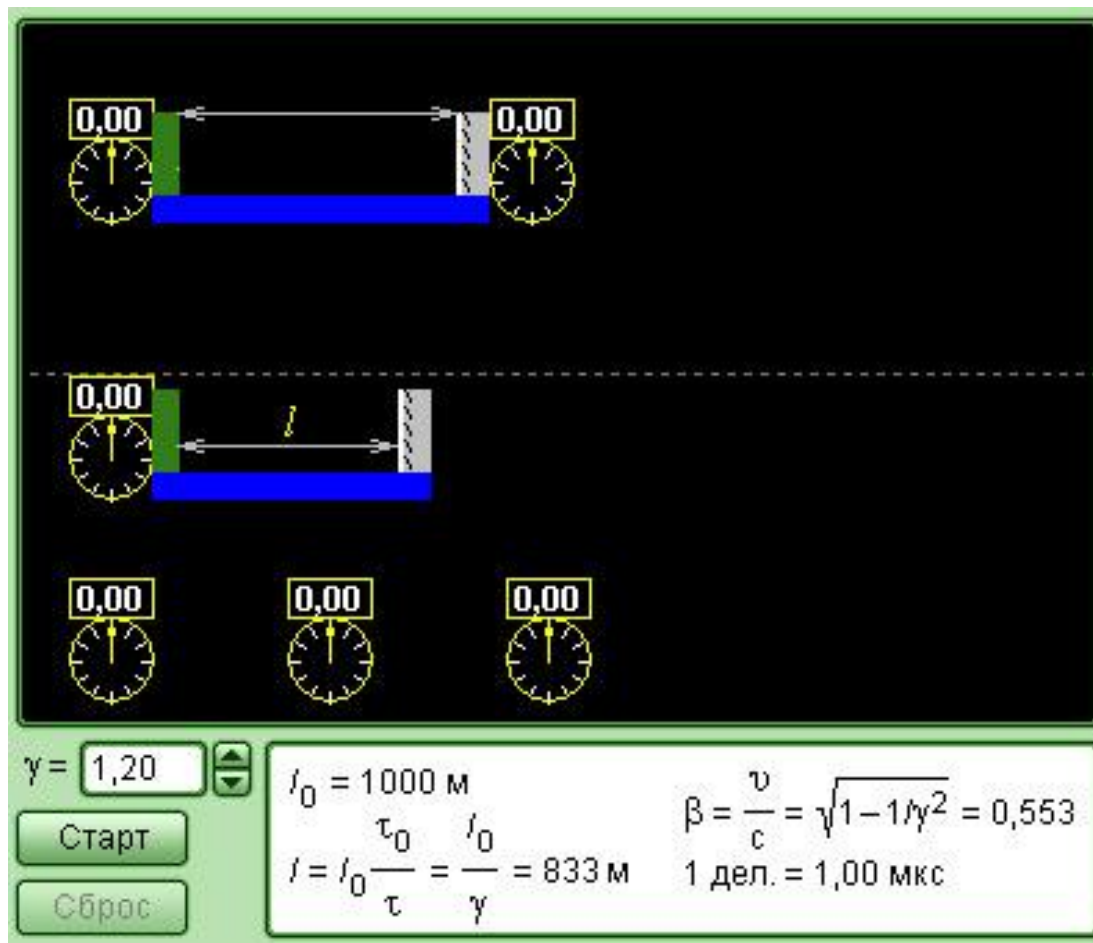 0,00 0,00
0,00
l
0,00 0,00 0,00
γ = 1,20
Старт
Сброс
l₀ = 1000 м
l = l₀ τ₀/τ = l₀/γ = 833 м
β = υ/c = √(1–1/γ²) = 0,553
1 дел. = 1,00 мкс